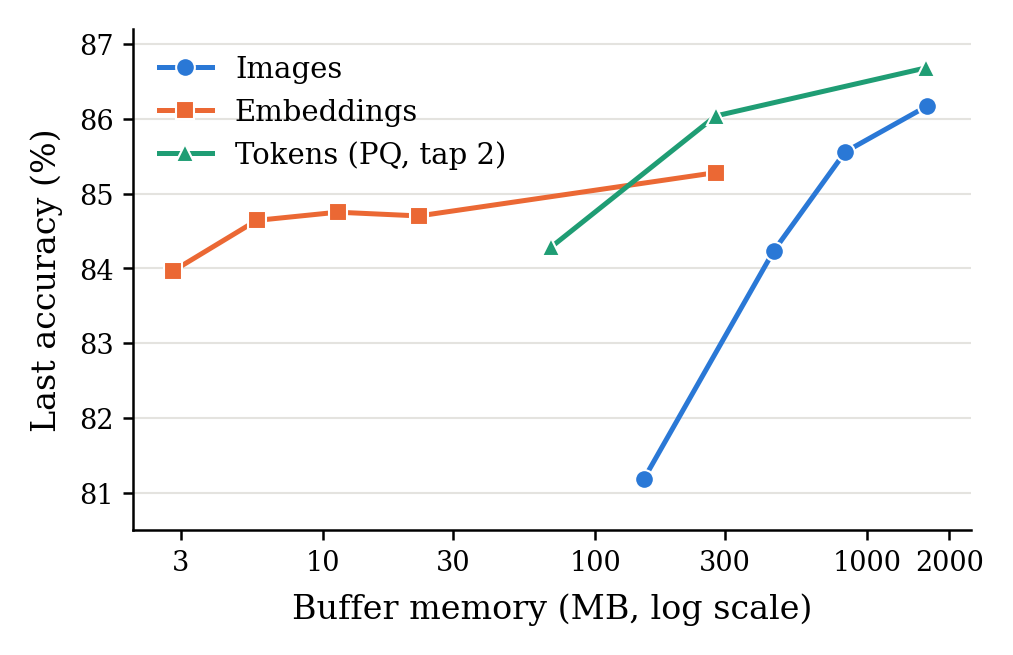 87
86
85
84
83
82
81
Last accuracy (%)
Images
Embeddings
Tokens (PQ, tap 2)
3 10 30 100 300 1000 2000
Buffer memory (MB, log scale)